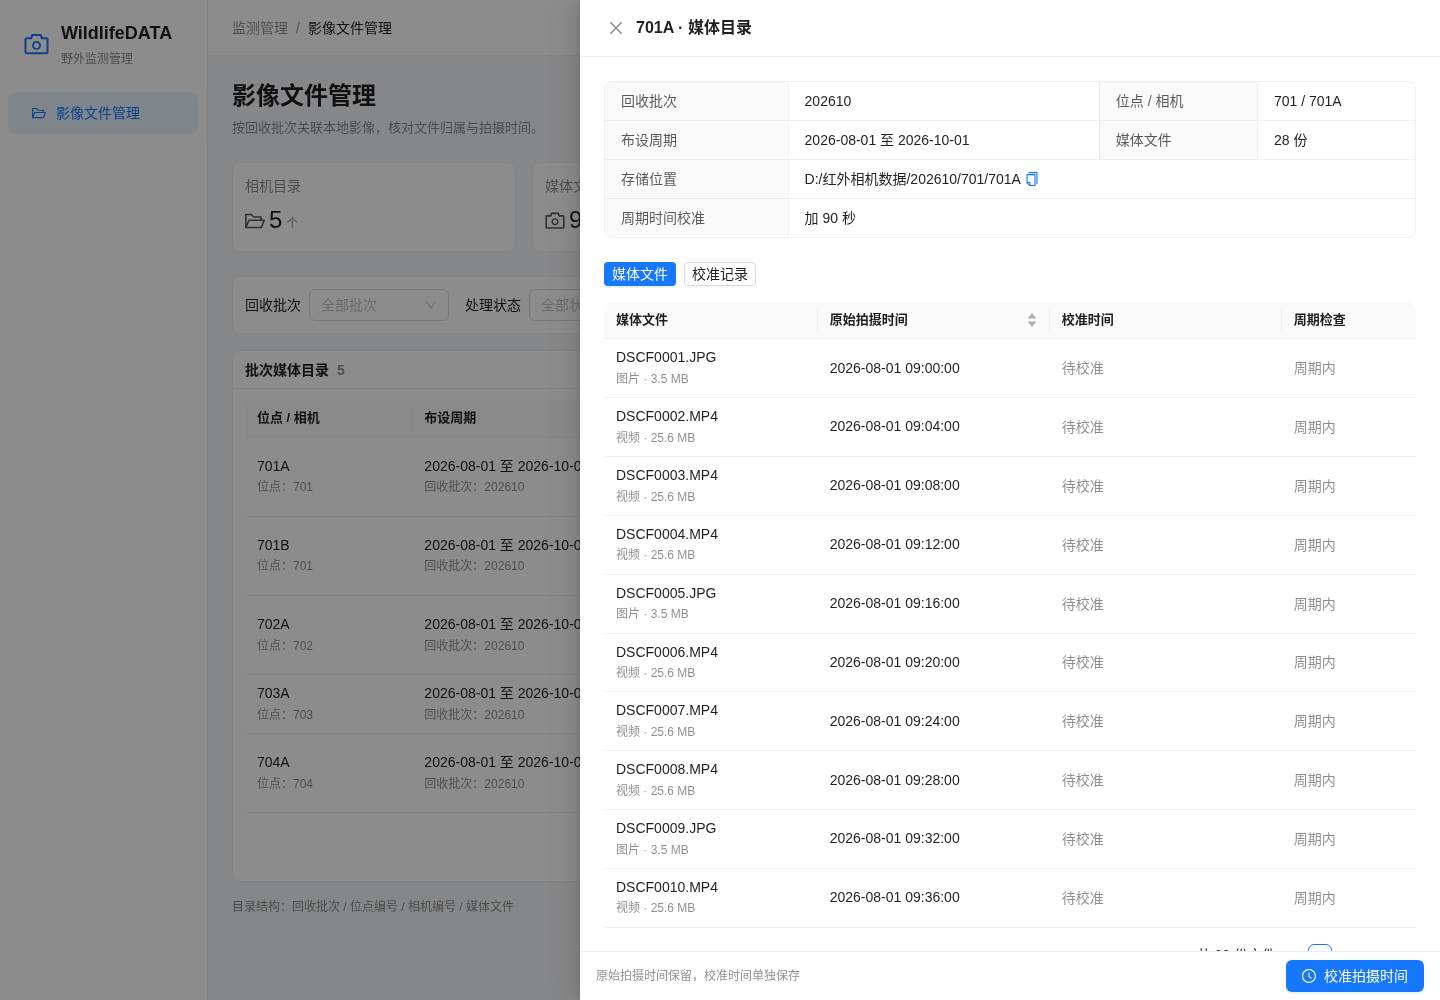 WildlifeDATA
野外监测管理
影像文件管理
监测管理 / 影像文件管理
影像文件管理
按回收批次关联本地影像，核对文件归属与拍摄时间。
相机目录
5 个
媒体文
9
回收批次 全部批次 处理状态 全部状
批次媒体目录 5
位点 / 相机 布设周期
701A 2026-08-01 至 2026-10-0
位点：701 回收批次：202610
701B 2026-08-01 至 2026-10-0
位点：701 回收批次：202610
702A 2026-08-01 至 2026-10-0
位点：702 回收批次：202610
703A 2026-08-01 至 2026-10-0
位点：703 回收批次：202610
704A 2026-08-01 至 2026-10-0
位点：704 回收批次：202610
目录结构：回收批次 / 位点编号 / 相机编号 / 媒体文件
701A · 媒体目录
回收批次 202610 位点 / 相机 701 / 701A
布设周期 2026-08-01 至 2026-10-01 媒体文件 28 份
存储位置 D:/红外相机数据/202610/701/701A
周期时间校准 加 90 秒
媒体文件 校准记录
媒体文件 原始拍摄时间 校准时间 周期检查
DSCF0001.JPG 2026-08-01 09:00:00 待校准 周期内
图片 · 3.5 MB
DSCF0002.MP4 2026-08-01 09:04:00 待校准 周期内
视频 · 25.6 MB
DSCF0003.MP4 2026-08-01 09:08:00 待校准 周期内
视频 · 25.6 MB
DSCF0004.MP4 2026-08-01 09:12:00 待校准 周期内
视频 · 25.6 MB
DSCF0005.JPG 2026-08-01 09:16:00 待校准 周期内
图片 · 3.5 MB
DSCF0006.MP4 2026-08-01 09:20:00 待校准 周期内
视频 · 25.6 MB
DSCF0007.MP4 2026-08-01 09:24:00 待校准 周期内
视频 · 25.6 MB
DSCF0008.MP4 2026-08-01 09:28:00 待校准 周期内
视频 · 25.6 MB
DSCF0009.JPG 2026-08-01 09:32:00 待校准 周期内
图片 · 3.5 MB
DSCF0010.MP4 2026-08-01 09:36:00 待校准 周期内
视频 · 25.6 MB
原始拍摄时间保留，校准时间单独保存
校准拍摄时间